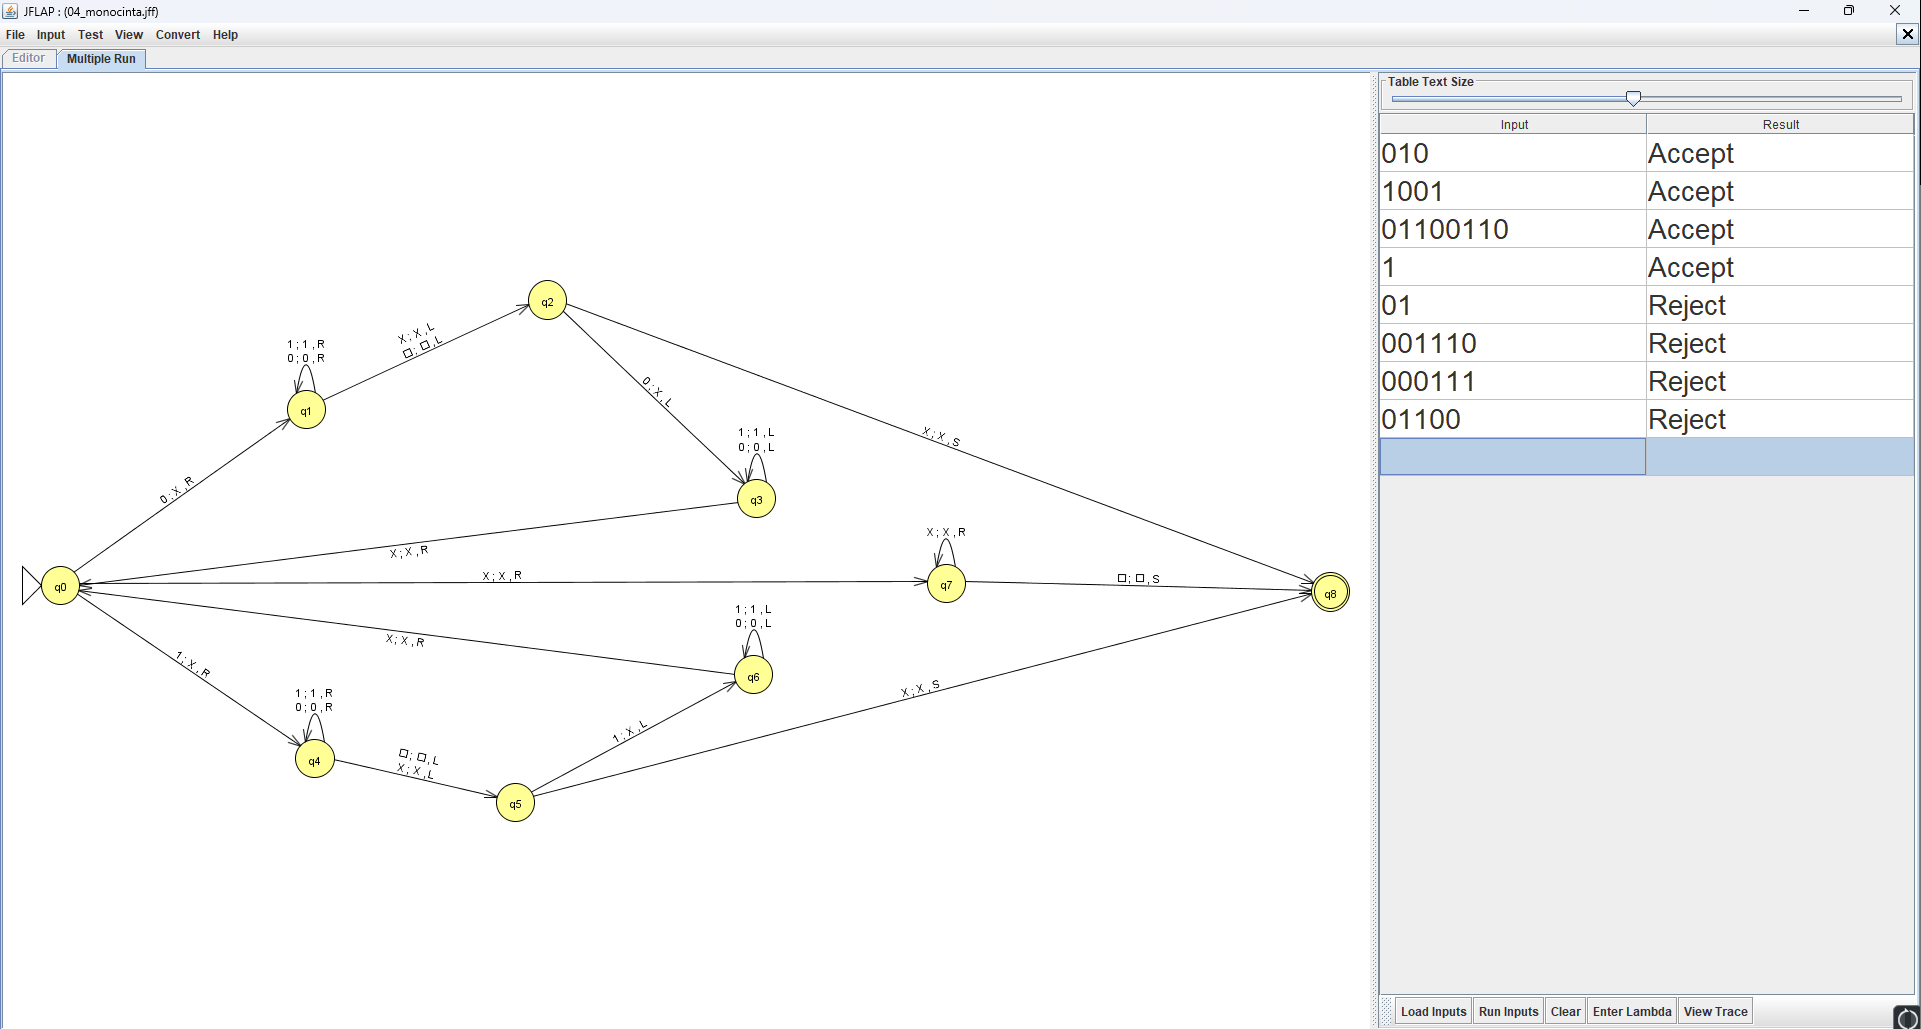 JFLAP : (04_monocinta.jff)
File Input Test View Convert Help
Editor Multiple Run
Table Text Size
Input Result
010 Accept
1001 Accept
01100110 Accept
1 Accept
01 Reject
001110 Reject
000111 Reject
01100 Reject
q2
X ; X , L
□ ; □ , L
1 ; 1 , R
0 ; 0 , R
q1
0 ; X , L
X ; X , S
1 ; 1 , L
0 ; 0 , L
q3
0 ; X , R
X ; X , R
X ; X , R
q0
X ; X , R
q7
□ ; □ , S
q8
1 ; 1 , L
0 ; 0 , L
X ; X , R
q6
1 ; X , R
1 ; 1 , R
0 ; 0 , R
q4
X ; X , S
1 ; X , L
□ ; □ , L
X ; X , L
q5
Load Inputs Run Inputs Clear Enter Lambda View Trace